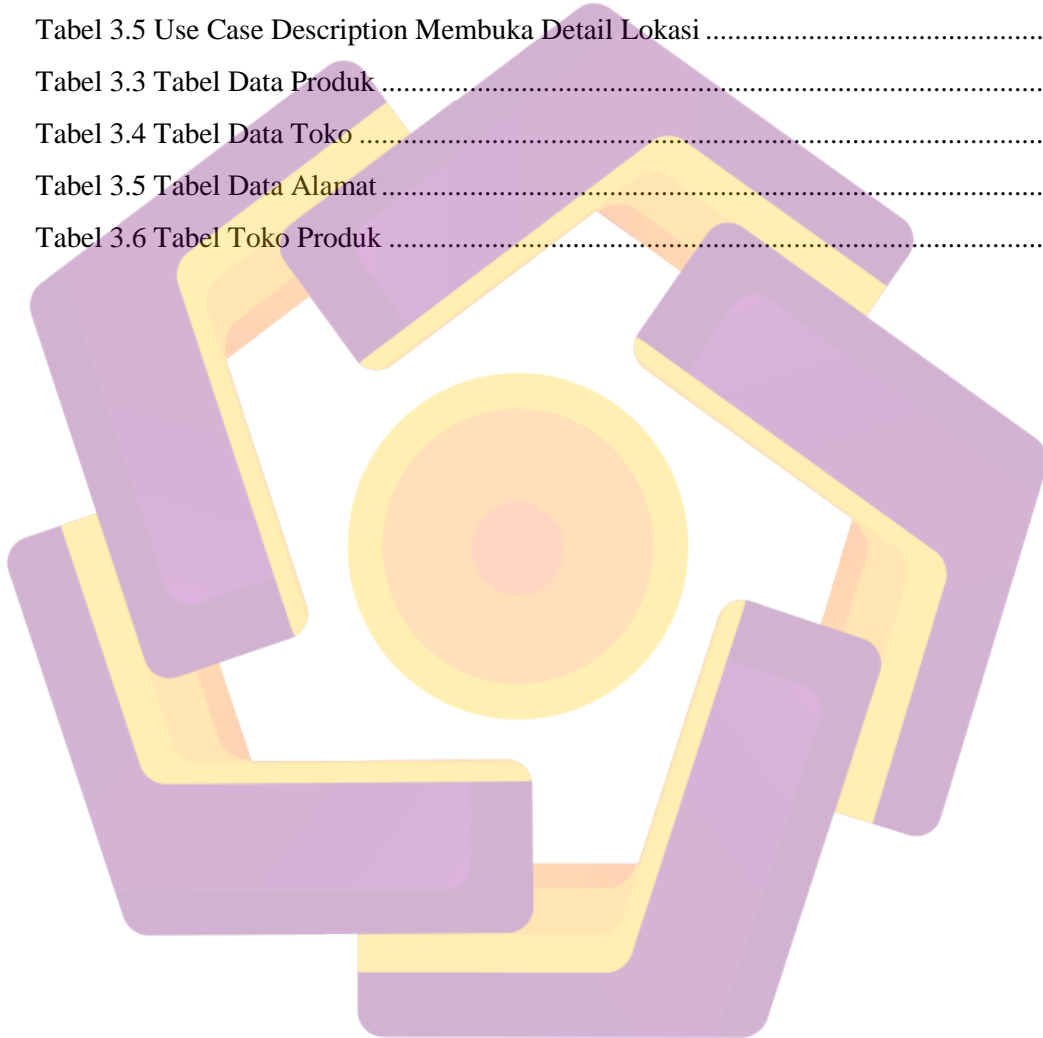 Tabel 3.5 Use Case Description Membuka Detail Lokasi ..............................................
Tabel 3.3 Tabel Data Produk ..........................................................................................
Tabel 3.4 Tabel Data Toko .............................................................................................
Tabel 3.5 Tabel Data Alamat ..........................................................................................
Tabel 3.6 Tabel Toko Produk .........................................................................................